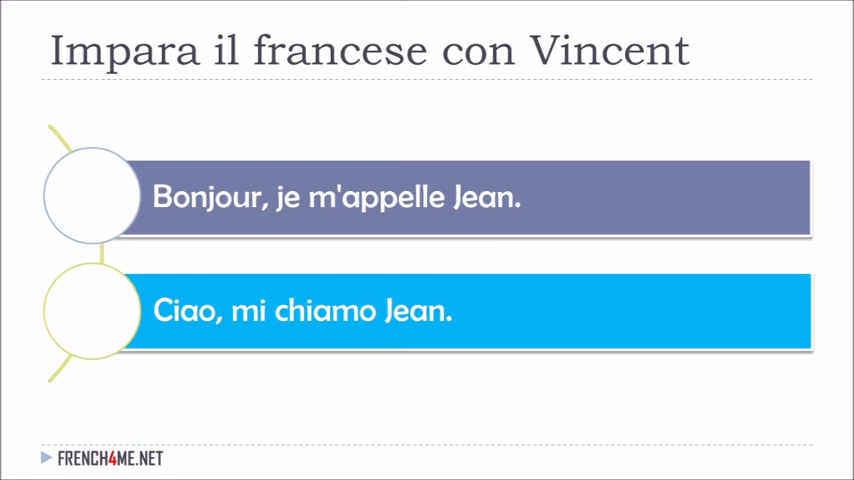 Impara il francese con Vincent
Bonjour, je m'appelle Jean.
Ciao, mi chiamo Jean.
FRENCH4ME.NET